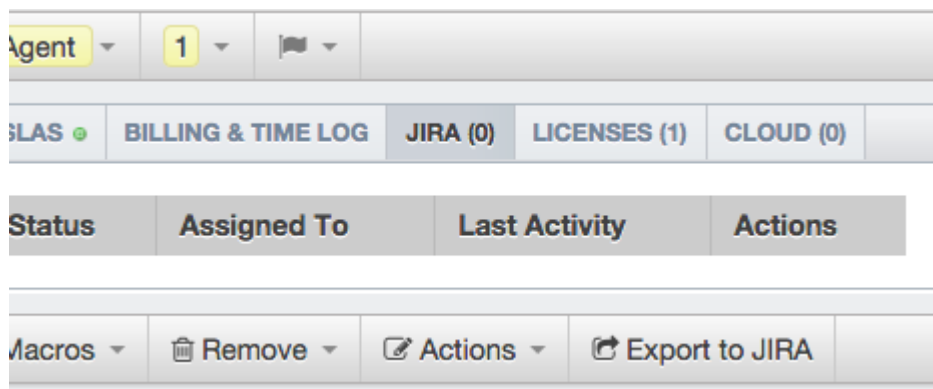 Agent 1
SLAS BILLING & TIME LOG JIRA (0) LICENSES (1) CLOUD (0)
Status Assigned To Last Activity Actions
Macros Remove Actions Export to JIRA